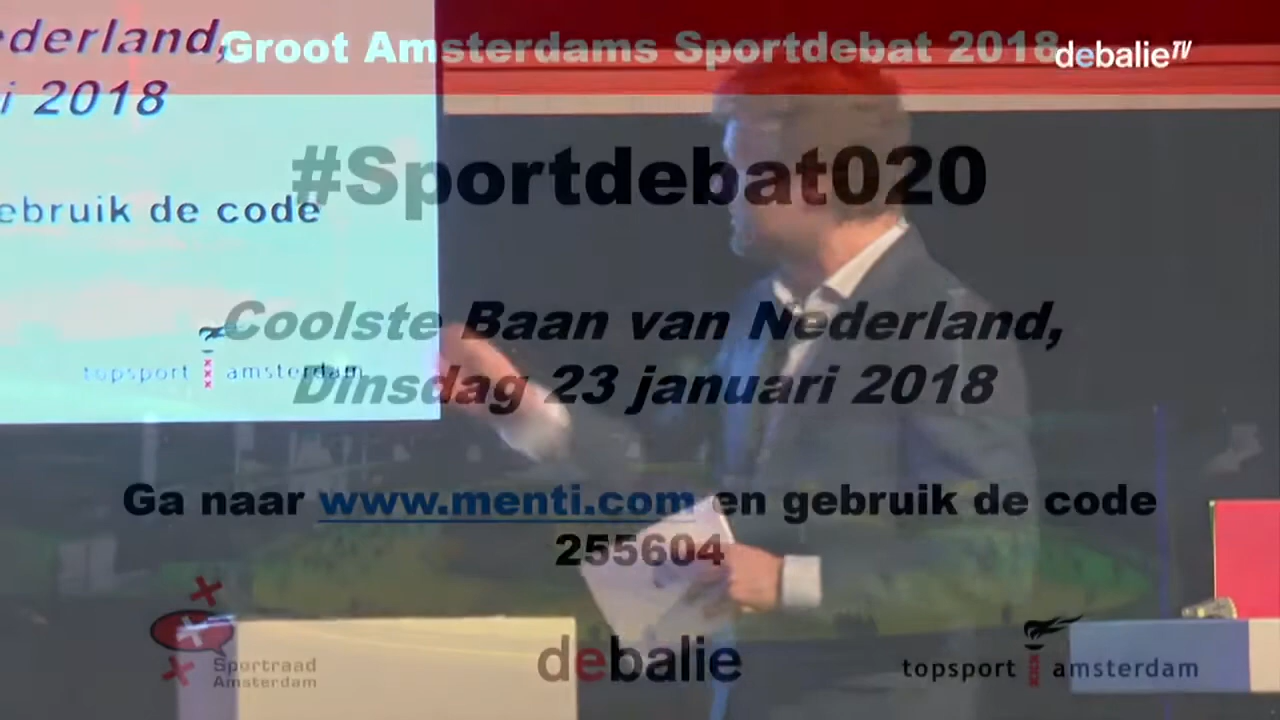 ederland,
i 2018
ebruik de code
topsport amsterdam
Groot Amsterdams Sportdebat 2018
debalieTV
#Sportdebat020
Coolste Baan van Nederland,
Dinsdag 23 januari 2018
Ga naar www.menti.com en gebruik de code
255604
Sportraad
Amsterdam
debalie
topsport amsterdam